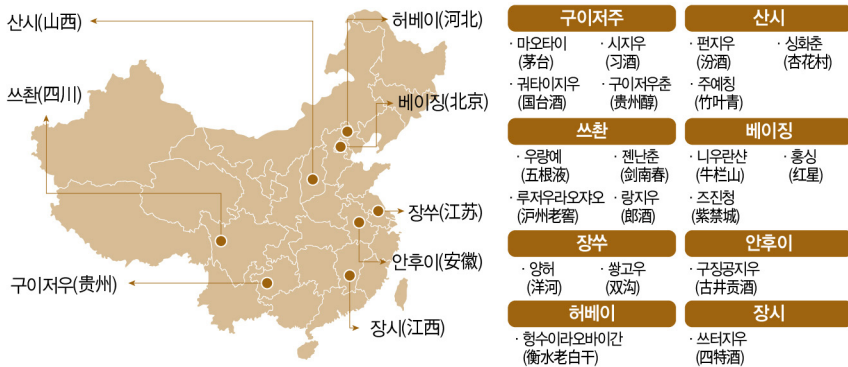 산시(山西)
허베이(河北)
쓰촨(四川)
베이징(北京)
장쑤(江苏)
안후이(安徽)
구이저우(贵州)
장시(江西)
구이저주
· 마오타이
(茅台)
· 시지우
(习酒)
· 궈타이지우
(国台酒)
· 구이저우춘
(贵州醇)
산시
· 펀지우
(汾酒)
· 싱화춘
(杏花村)
· 주예칭
(竹叶青)
쓰촨
· 우량예
(五根液)
· 젠난춘
(剑南春)
· 루저우라오쟈오
(泸州老窖)
· 랑지우
(郎酒)
베이징
· 니우란샨
(牛栏山)
· 홍싱
(红星)
· 즈진청
(紫禁城)
장쑤
· 양허
(洋河)
· 쐉고우
(双沟)
안후이
· 구징공지우
(古井贡酒)
허베이
· 헝수이라오바이간
(衡水老白干)
장시
· 쓰터지우
(四特酒)